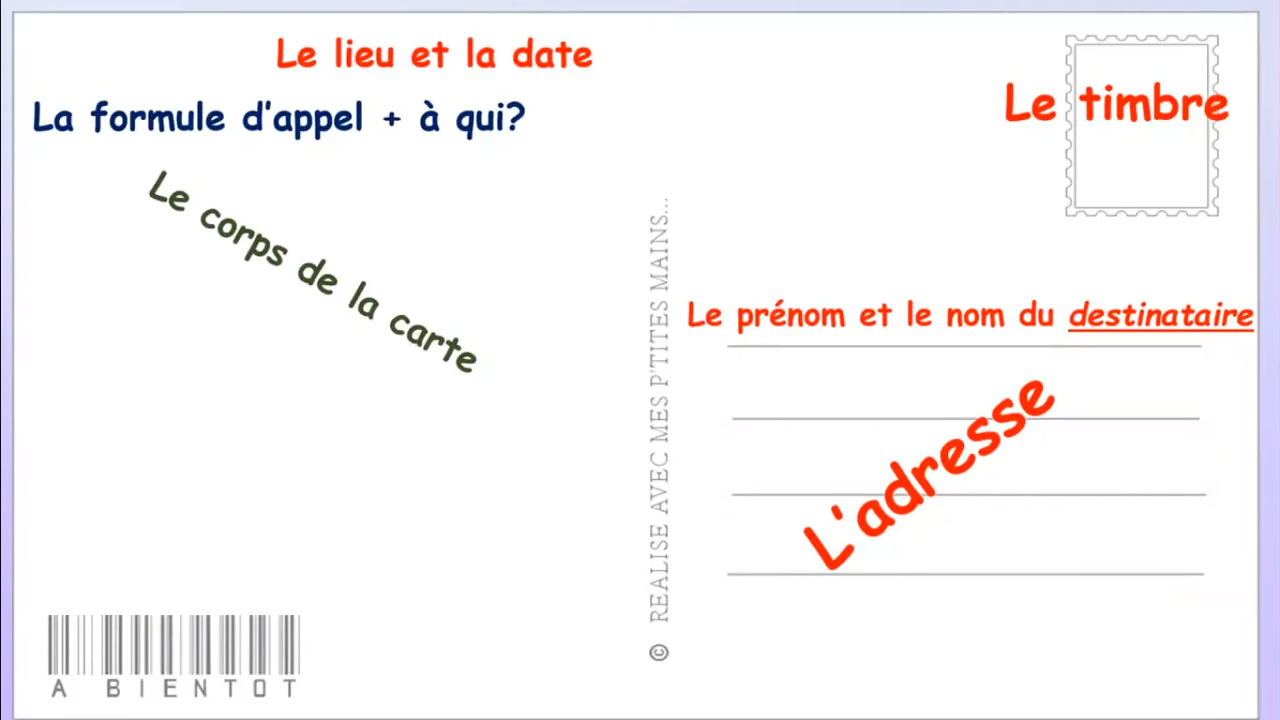 Le lieu et la date
La formule d'appel + à qui?
Le corps de la carte
A BIENTOT
© REALISE AVEC MES P'TITES MAINS...
Le timbre
Le prénom et le nom du destinataire
L'adresse